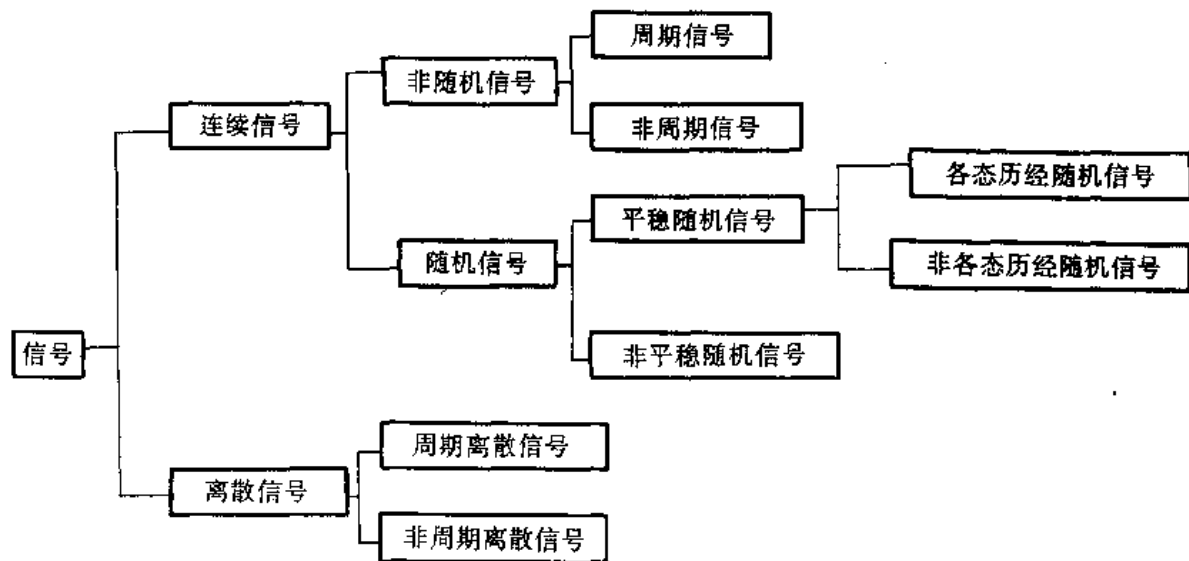 周期信号
非随机信号
连续信号
非周期信号
各态历经随机信号
平稳随机信号
随机信号
非各态历经随机信号
信号
非平稳随机信号
周期离散信号
离散信号
非周期离散信号